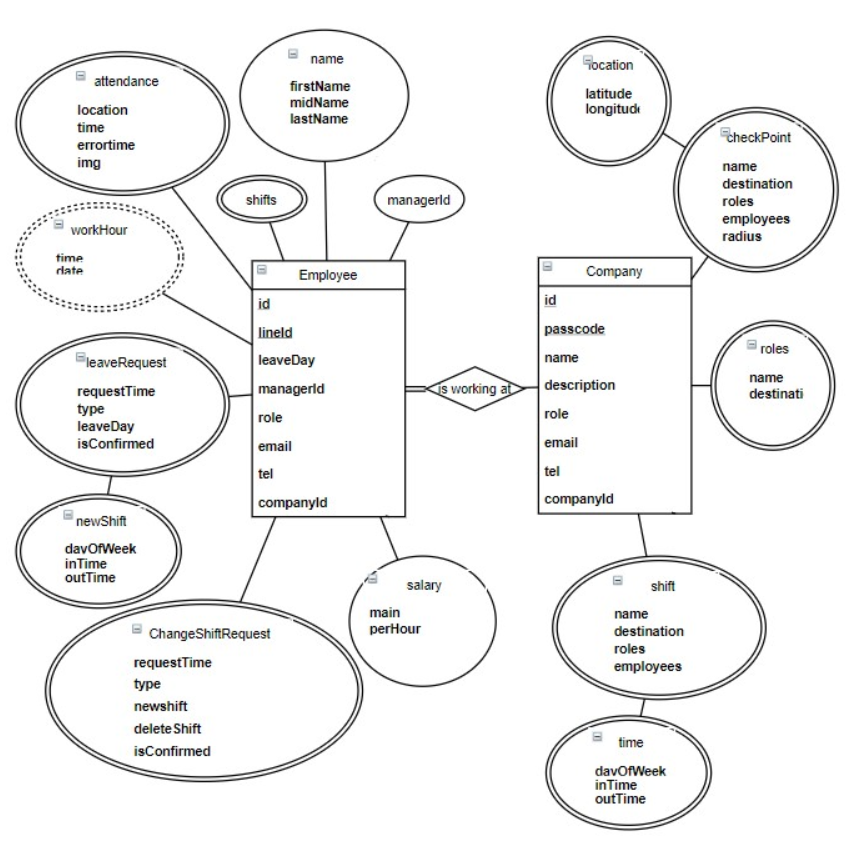 attendance
location
time
errortime
img
name
firstName
midName
lastName
shifts
managerId
workHour
time
date
leaveRequest
requestTime
type
leaveDay
isConfirmed
newShift
davOfWeek
inTime
outTime
ChangeShiftRequest
requestTime
type
newshift
deleteShift
isConfirmed
Employee
id
lineId
leaveDay
managerId
role
email
tel
companyId
salary
main
perHour
is working at
Company
id
passcode
name
description
role
email
tel
companyId
location
latitude
longitude
checkPoint
name
destination
roles
employees
radius
roles
name
destinati
shift
name
destination
roles
employees
time
davOfWeek
inTime
outTime